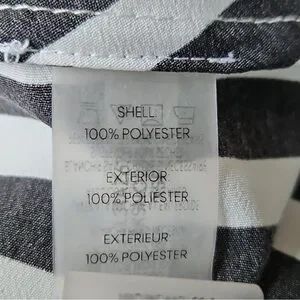 SHELL
100% POLYESTER
EXTERIOR
100% POLIESTER
EXTERIEUR
100% POLYESTER